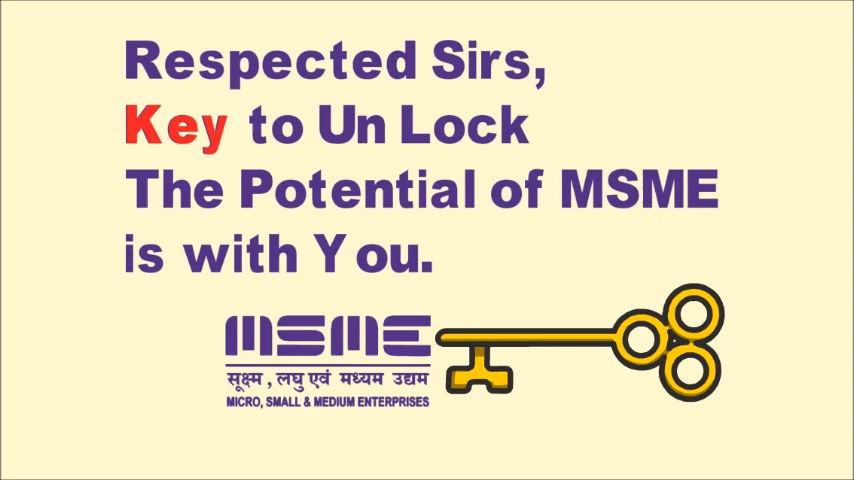 Respected Sirs,
Key to Un Lock
The Potential of MSME
is with You.
MSME
सूक्ष्म, लघु एवं मध्यम उद्यम
MICRO, SMALL & MEDIUM ENTERPRISES